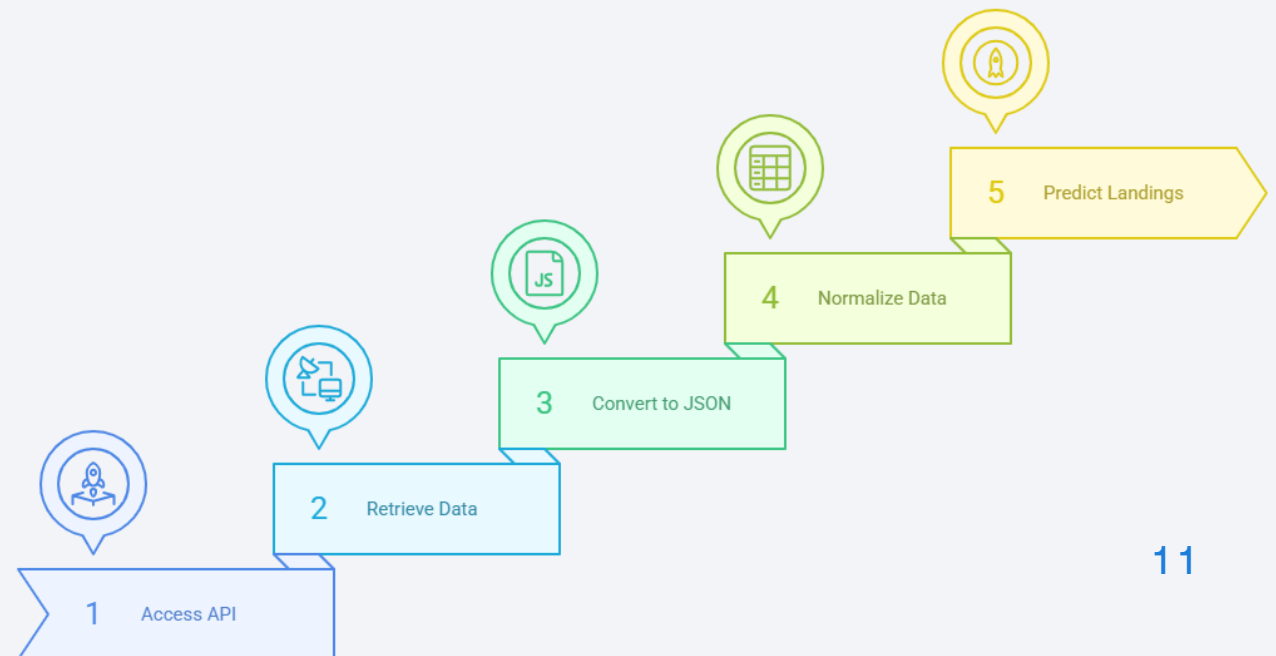 1 Access API
2 Retrieve Data
3 Convert to JSON
JS
4 Normalize Data
5 Predict Landings
11